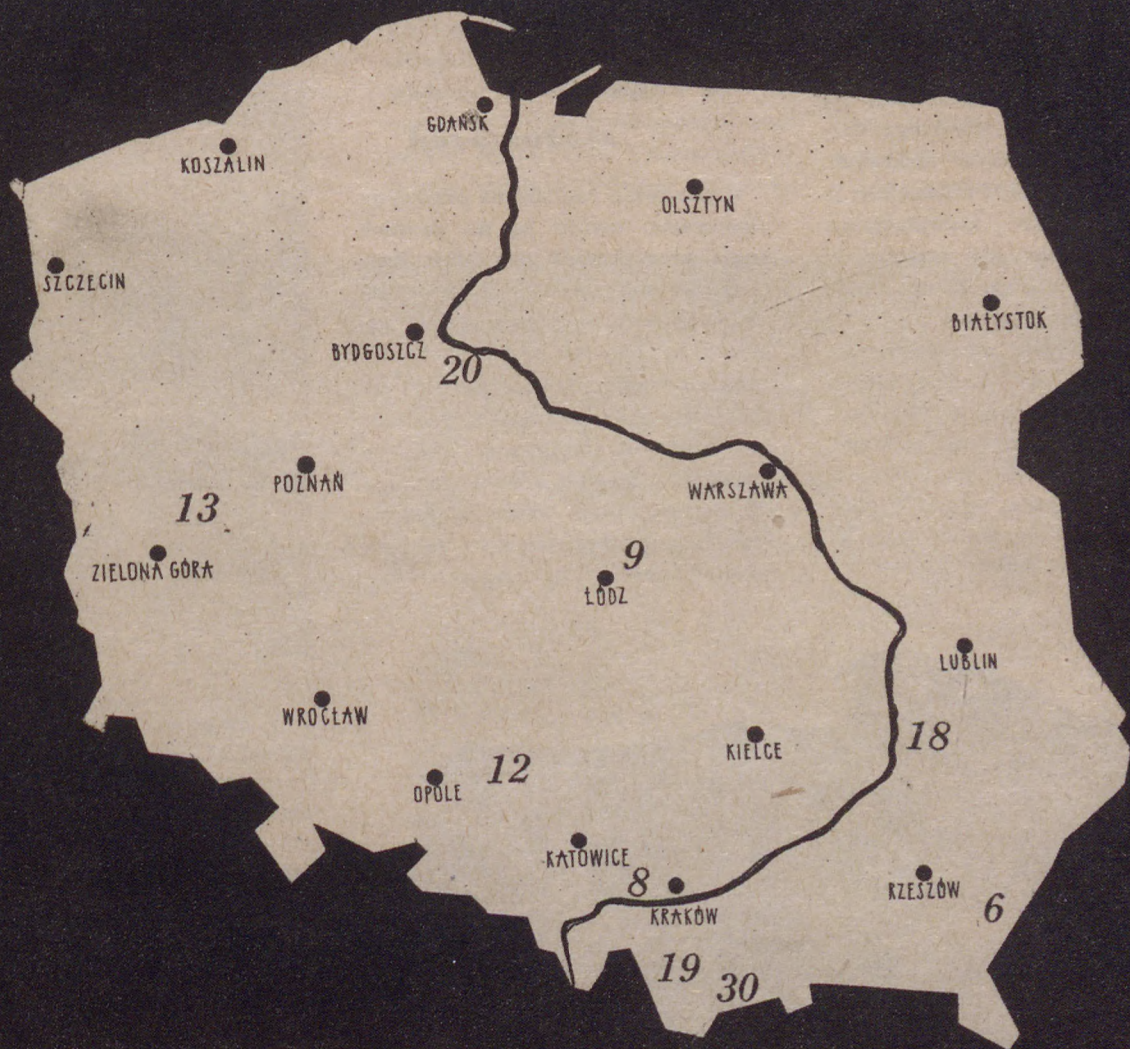 GDAŃSK
KOSZALIN
OLSZTYN
SZCZECIN
BIAŁYSTOK
BYDGOSZCZ
20
POZNAŃ
WARSZAWA
13
9
ZIELONA GÓRA
ŁÓDZ
LUBLIN
WROCŁAW
18
KIELCE
12
OPOLE
KATOWICE
8
RZESZÓW
6
KRAKÓW
19
30